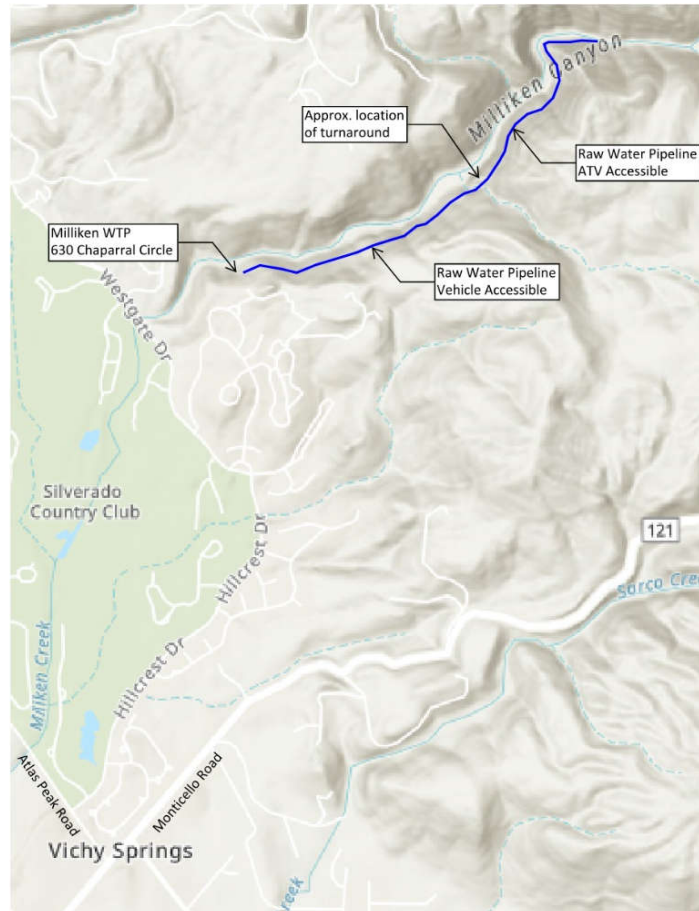 Milliken Canyon
Approx. location
of turnaround
Raw Water Pipeline
ATV Accessible
Milliken WTP
630 Chaparral Circle
Raw Water Pipeline
Vehicle Accessible
Westgate Dr
Silverado
Country Club
121
Hillcrest Dr
Sarco Cree
Milliken Creek
Hillcrest Dr
Atlas Peak Road
Monticello Road
Vichy Springs
reek